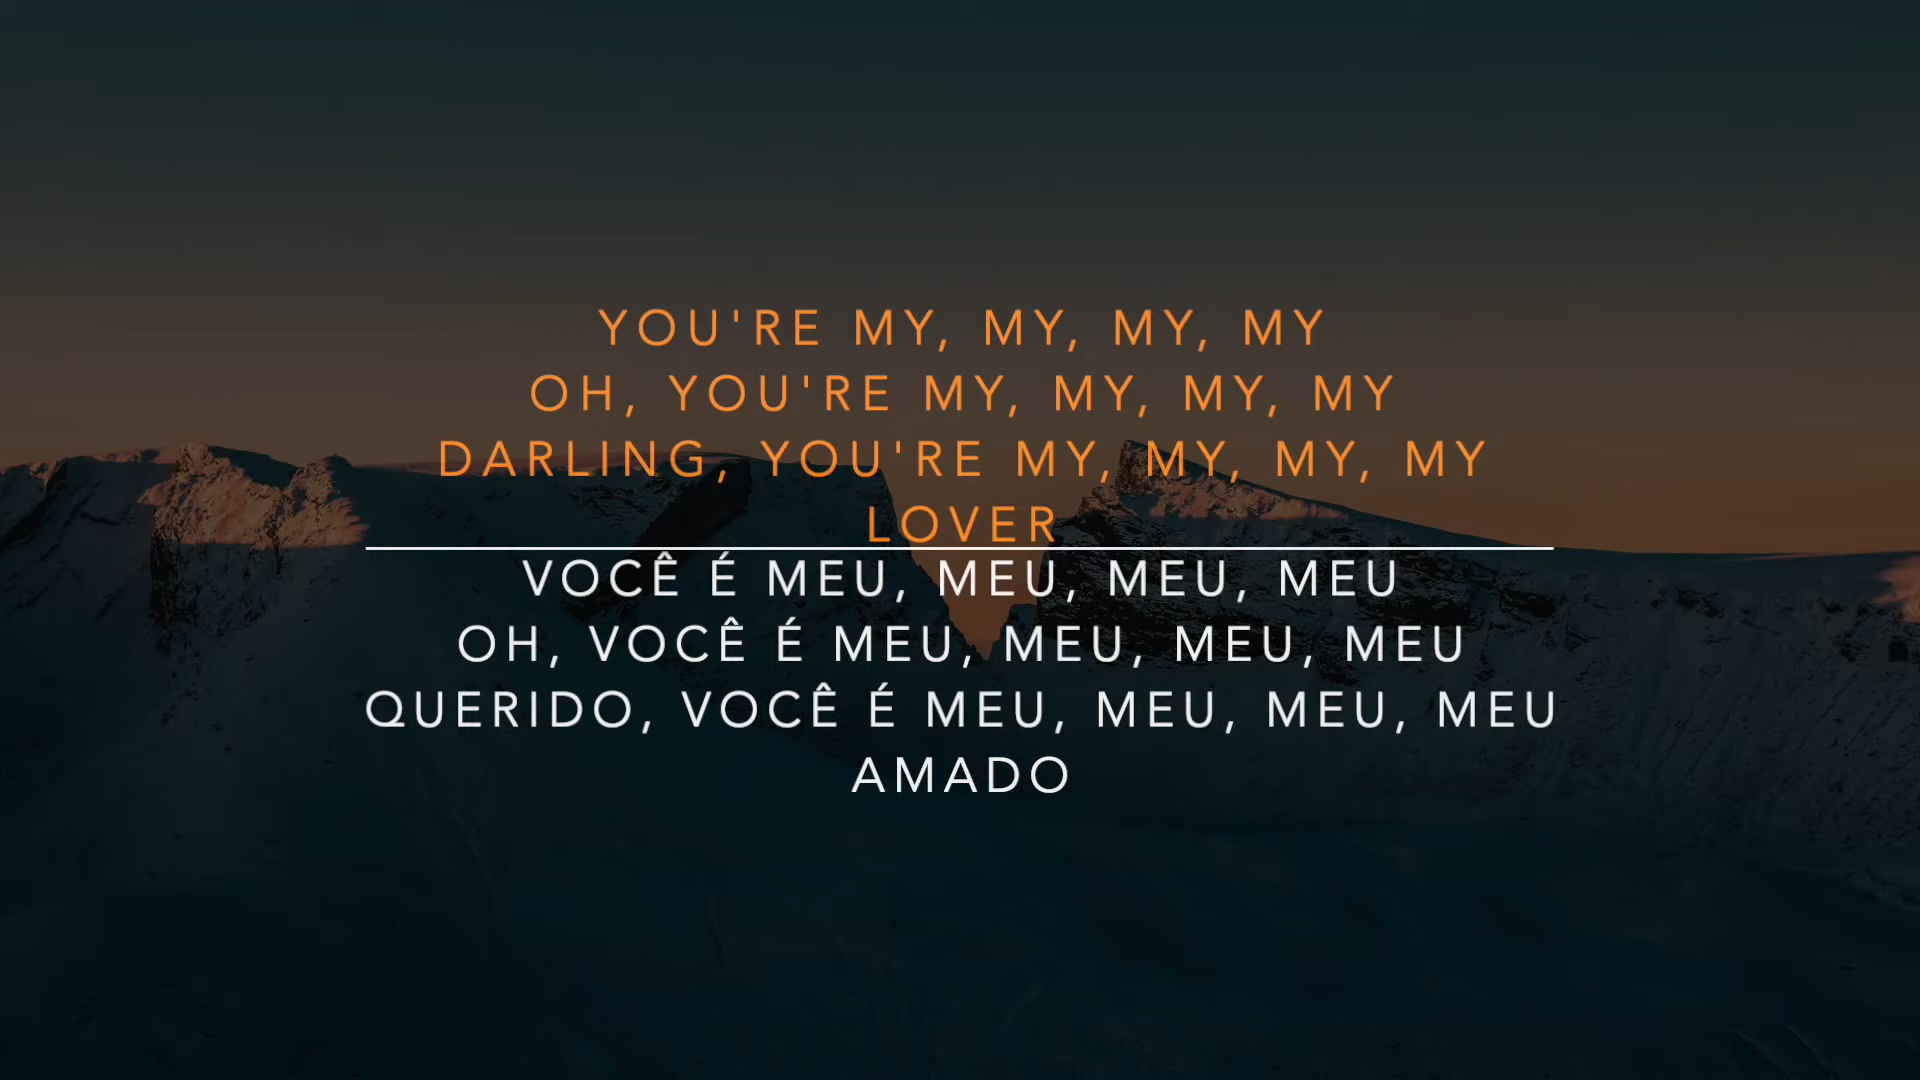 YOU'RE MY, MY, MY, MY
OH, YOU'RE MY, MY, MY, MY
DARLING, YOU'RE MY, MY, MY, MY
LOVER
VOCÊ É MEU, MEU, MEU, MEU
OH, VOCÊ É MEU, MEU, MEU, MEU
QUERIDO, VOCÊ É MEU, MEU, MEU, MEU
AMADO